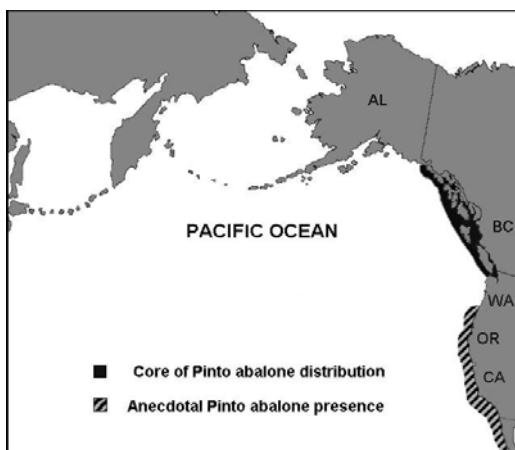 AL
BC
PACIFIC OCEAN
WA
OR
Core of Pinto abalone distribution
CA
Anecdotal Pinto abalone presence